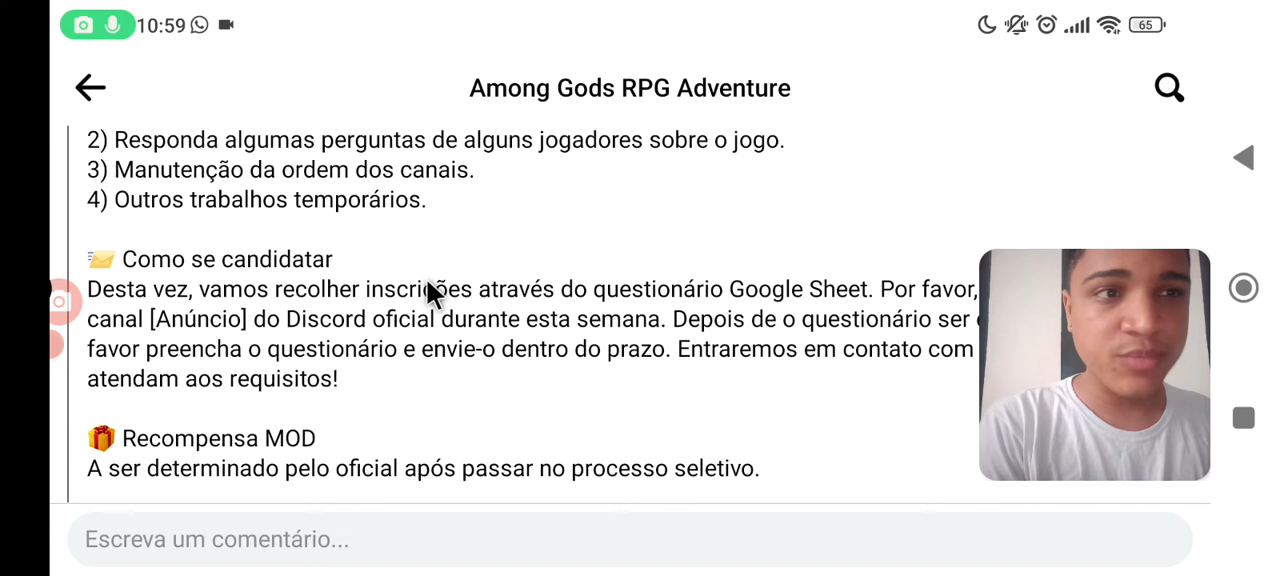 10:59
65
Among Gods RPG Adventure
2) Responda algumas perguntas de alguns jogadores sobre o jogo.
3) Manutenção da ordem dos canais.
4) Outros trabalhos temporários.
Como se candidatar
Desta vez, vamos recolher inscrições através do questionário Google Sheet. Por favor,
canal [Anúncio] do Discord oficial durante esta semana. Depois de o questionário ser
favor preencha o questionário e envie-o dentro do prazo. Entraremos em contato com
atendam aos requisitos!
Recompensa MOD
A ser determinado pelo oficial após passar no processo seletivo.
Escreva um comentário...